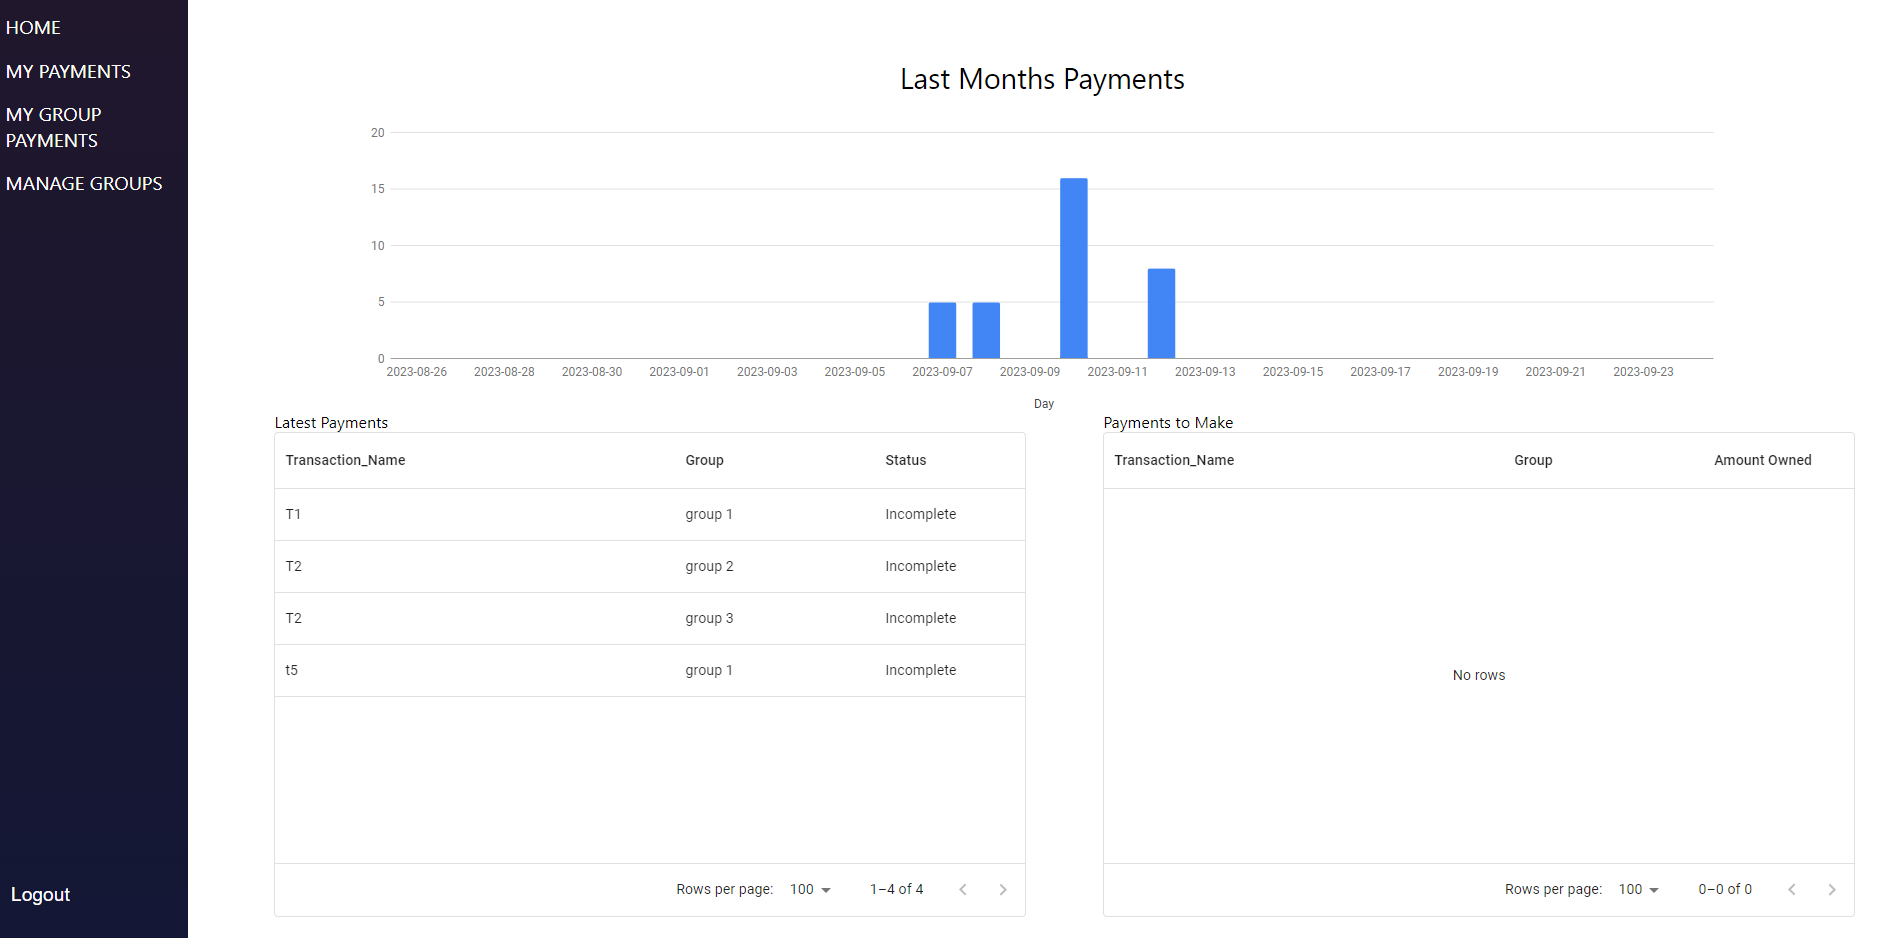 HOME
MY PAYMENTS
MY GROUP
PAYMENTS
MANAGE GROUPS
Logout
Last Months Payments
20
15
10
5
0
2023-08-26 2023-08-28 2023-08-30 2023-09-01 2023-09-03 2023-09-05 2023-09-07 2023-09-09 2023-09-11 2023-09-13 2023-09-15 2023-09-17 2023-09-19 2023-09-21 2023-09-23
Day
Latest Payments
Transaction_Name Group Status
T1 group 1 Incomplete
T2 group 2 Incomplete
T2 group 3 Incomplete
t5 group 1 Incomplete
Rows per page: 100 1–4 of 4
Payments to Make
Transaction_Name Group Amount Owned
No rows
Rows per page: 100 0–0 of 0